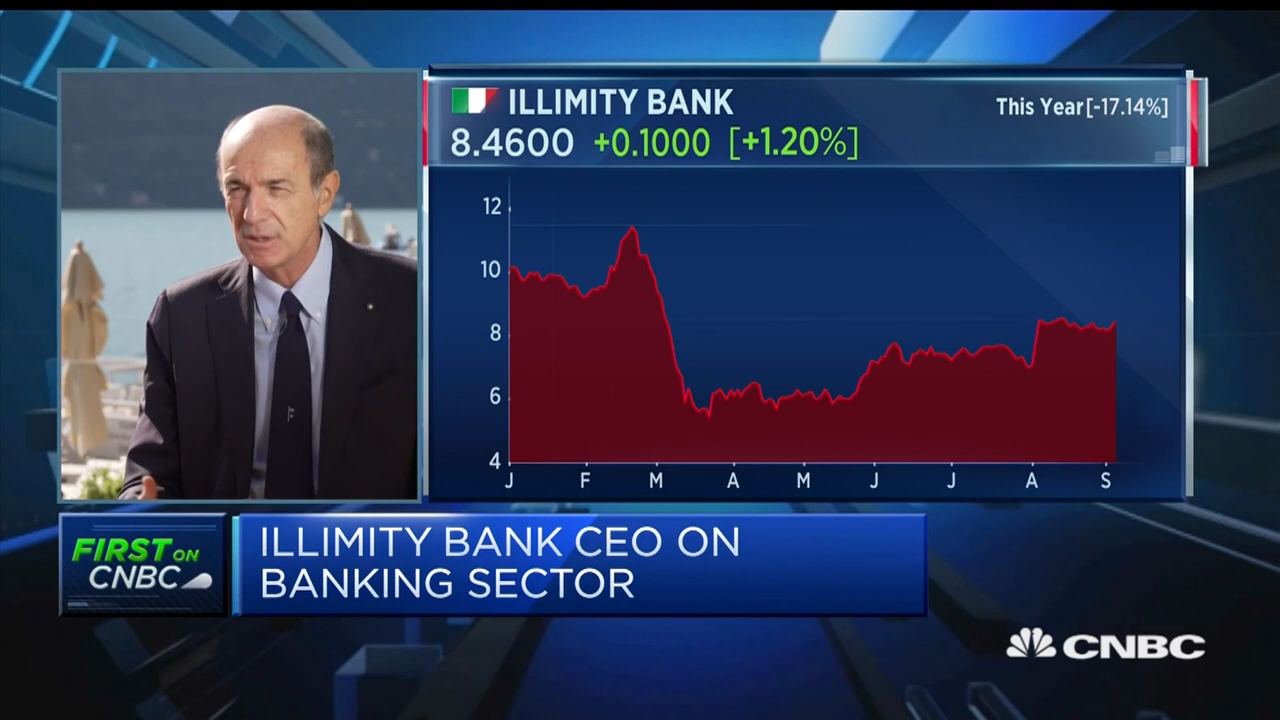 ILLIMITY BANK
This Year[-17.14%]
8.4600 +0.1000 [+1.20%]
12
10
8
6
4
J F M A M J J A S
FIRST ON
CNBC
ILLIMITY BANK CEO ON
BANKING SECTOR
CNBC